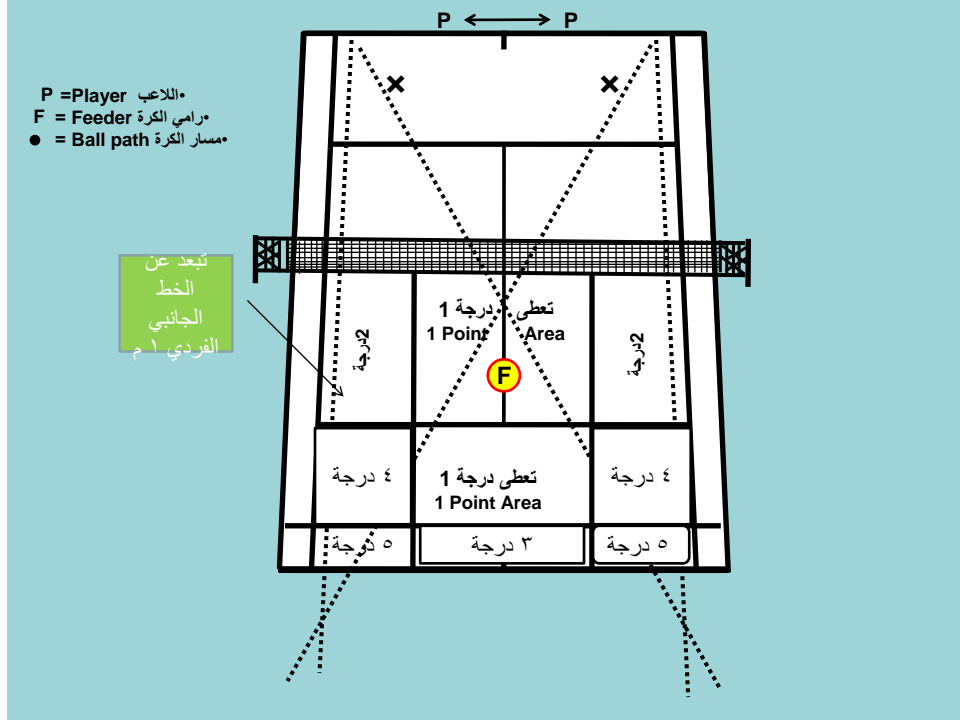 P P
•اللاعب P =Player
•رامي الكرة F = Feeder
•مسار الكرة ● = Ball path
تبعد عن
الخط
الجانبي
الفردي ١ م
تعطى درجة 1
1 Point Area
2درجة
2درجة
F
٤ درجة
تعطى درجة 1
1 Point Area
٤ درجة
٥ درجة
٣ درجة
٥ درجة